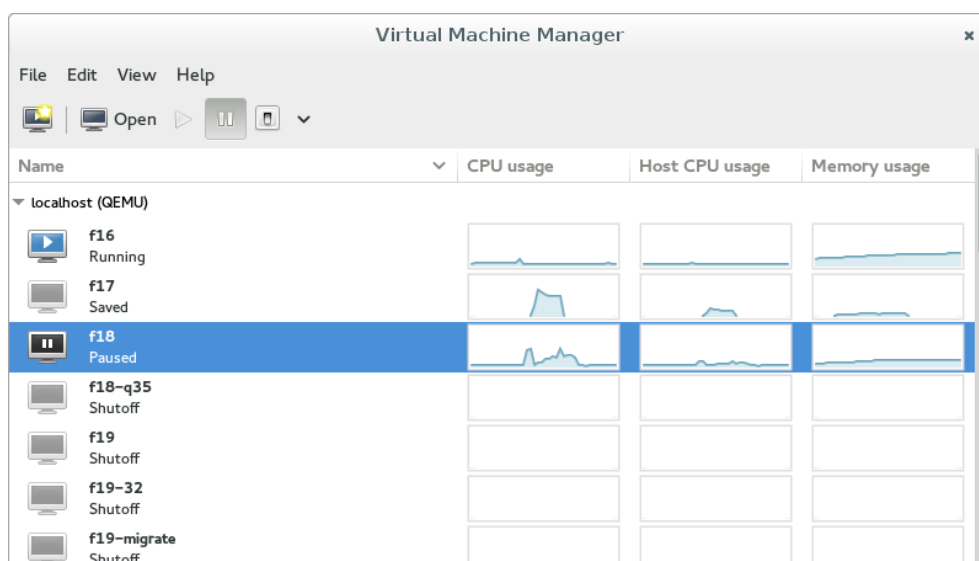 Virtual Machine Manager
File Edit View Help
Open
Name CPU usage Host CPU usage Memory usage
localhost (QEMU)
f16
Running
f17
Saved
f18
Paused
f18-q35
Shutoff
f19
Shutoff
f19-32
Shutoff
f19-migrate
Shutoff